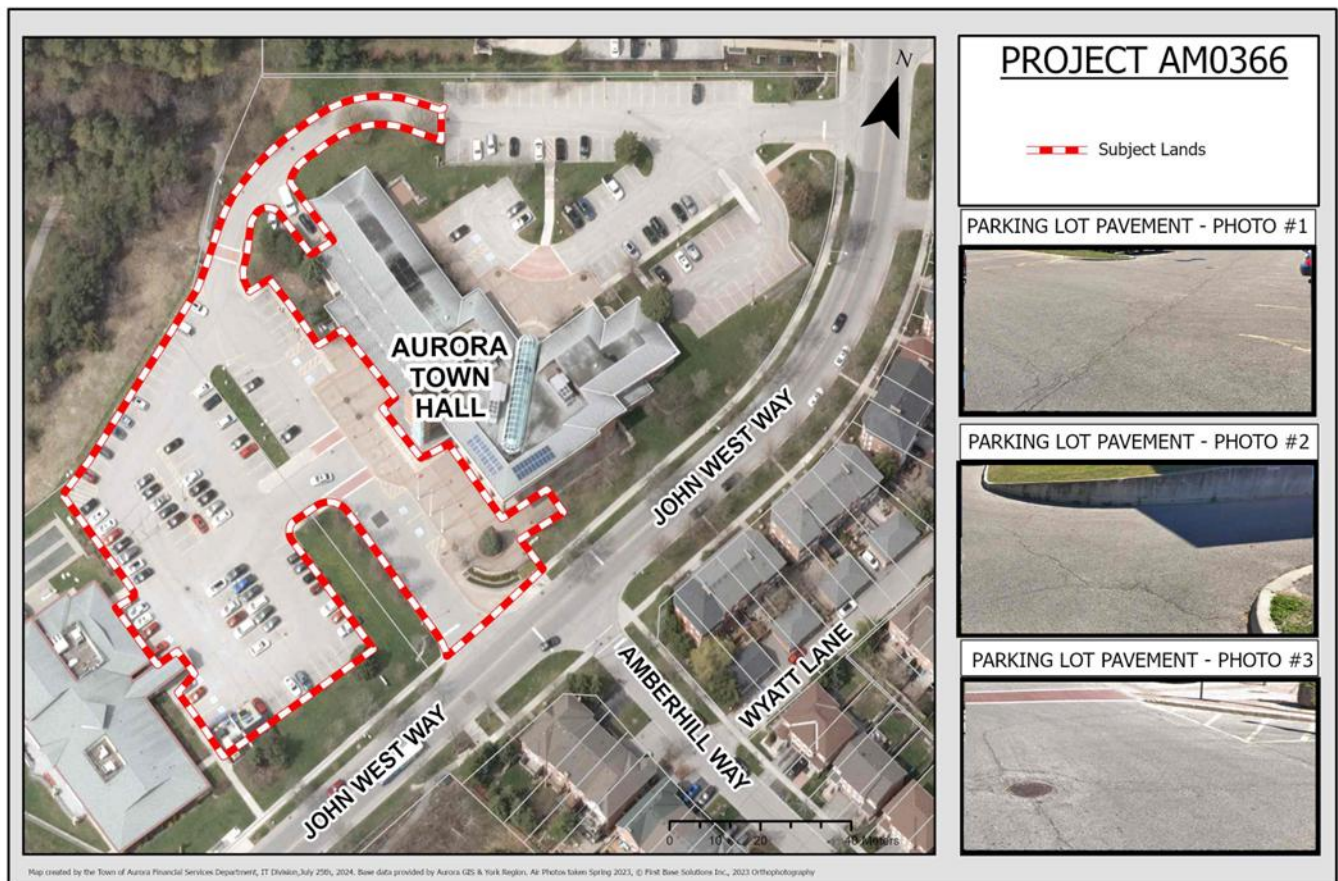 PROJECT AM0366
Subject Lands
PARKING LOT PAVEMENT - PHOTO #1
PARKING LOT PAVEMENT - PHOTO #2
PARKING LOT PAVEMENT - PHOTO #3
N
AURORA
TOWN
HALL
JOHN WEST WAY
JOHN WEST WAY
AMBERHILL WAY
WYATT LANE
0 10 20 40 Meters
Map created by the Town of Aurora Financial Services Department, IT Division,July 25th, 2024. Base data provided by Aurora GIS & York Region. Air Photos taken Spring 2023, © First Base Solutions Inc., 2023 Orthophotography